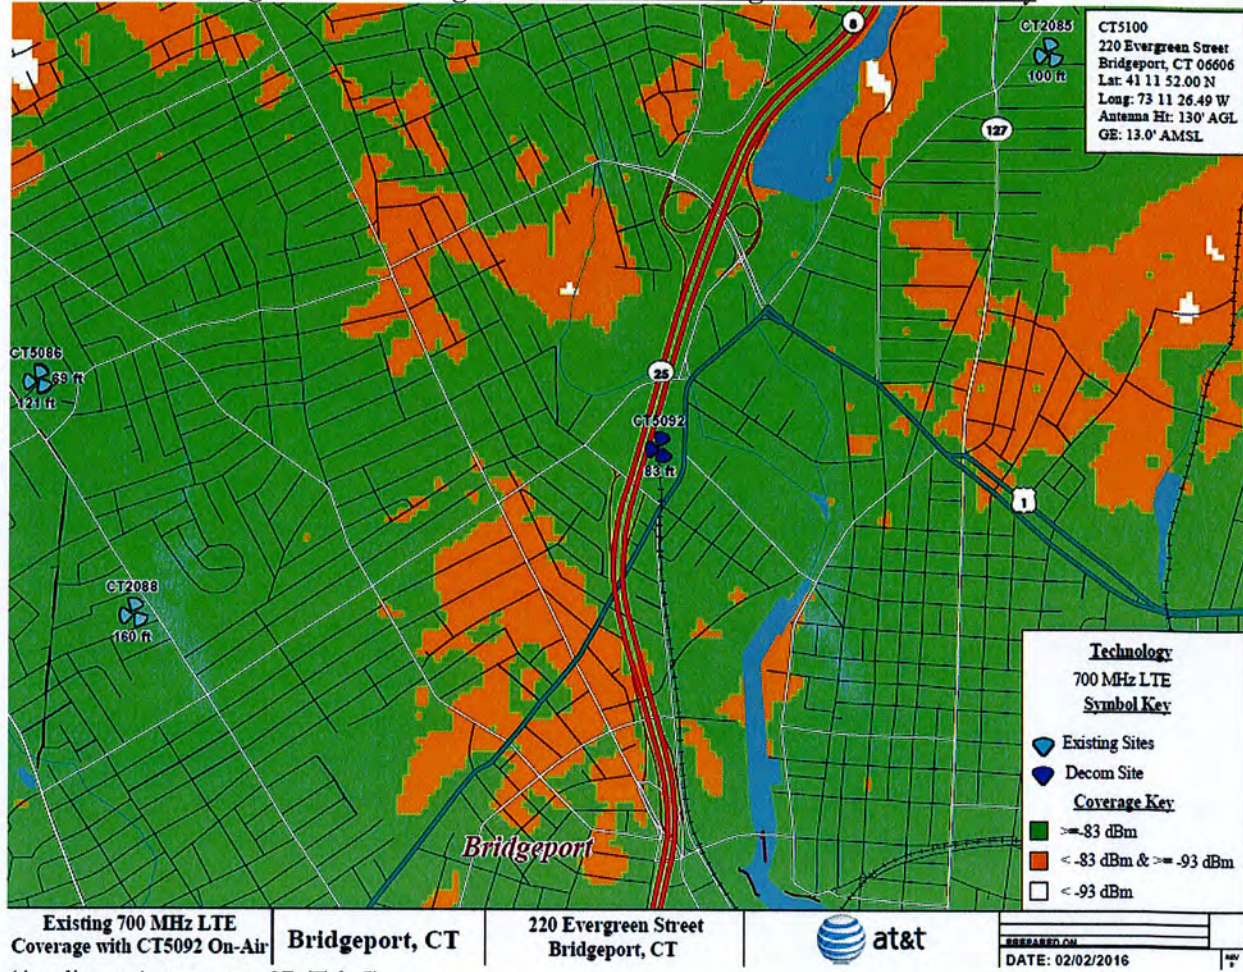 CT5100
220 Evergreen Street
Bridgeport, CT 06606
Lat: 41 11 52.00 N
Long: 73 11 26.49 W
Antenna Ht: 130' AGL
GE: 13.0' AMSL
8
CT2085
100 ft
127
CT5086
69 ft
121 ft
25
CT5092
83 ft
1
CT2088
160 ft
Bridgeport
Technology
700 MHz LTE
Symbol Key
Existing Sites
Decom Site
Coverage Key
>=-83 dBm
< -83 dBm & >= -93 dBm
< -93 dBm
Existing 700 MHz LTE
Coverage with CT5092 On-Air
Bridgeport, CT
220 Evergreen Street
Bridgeport, CT
at&t
PREPARED ON
DATE: 02/02/2016